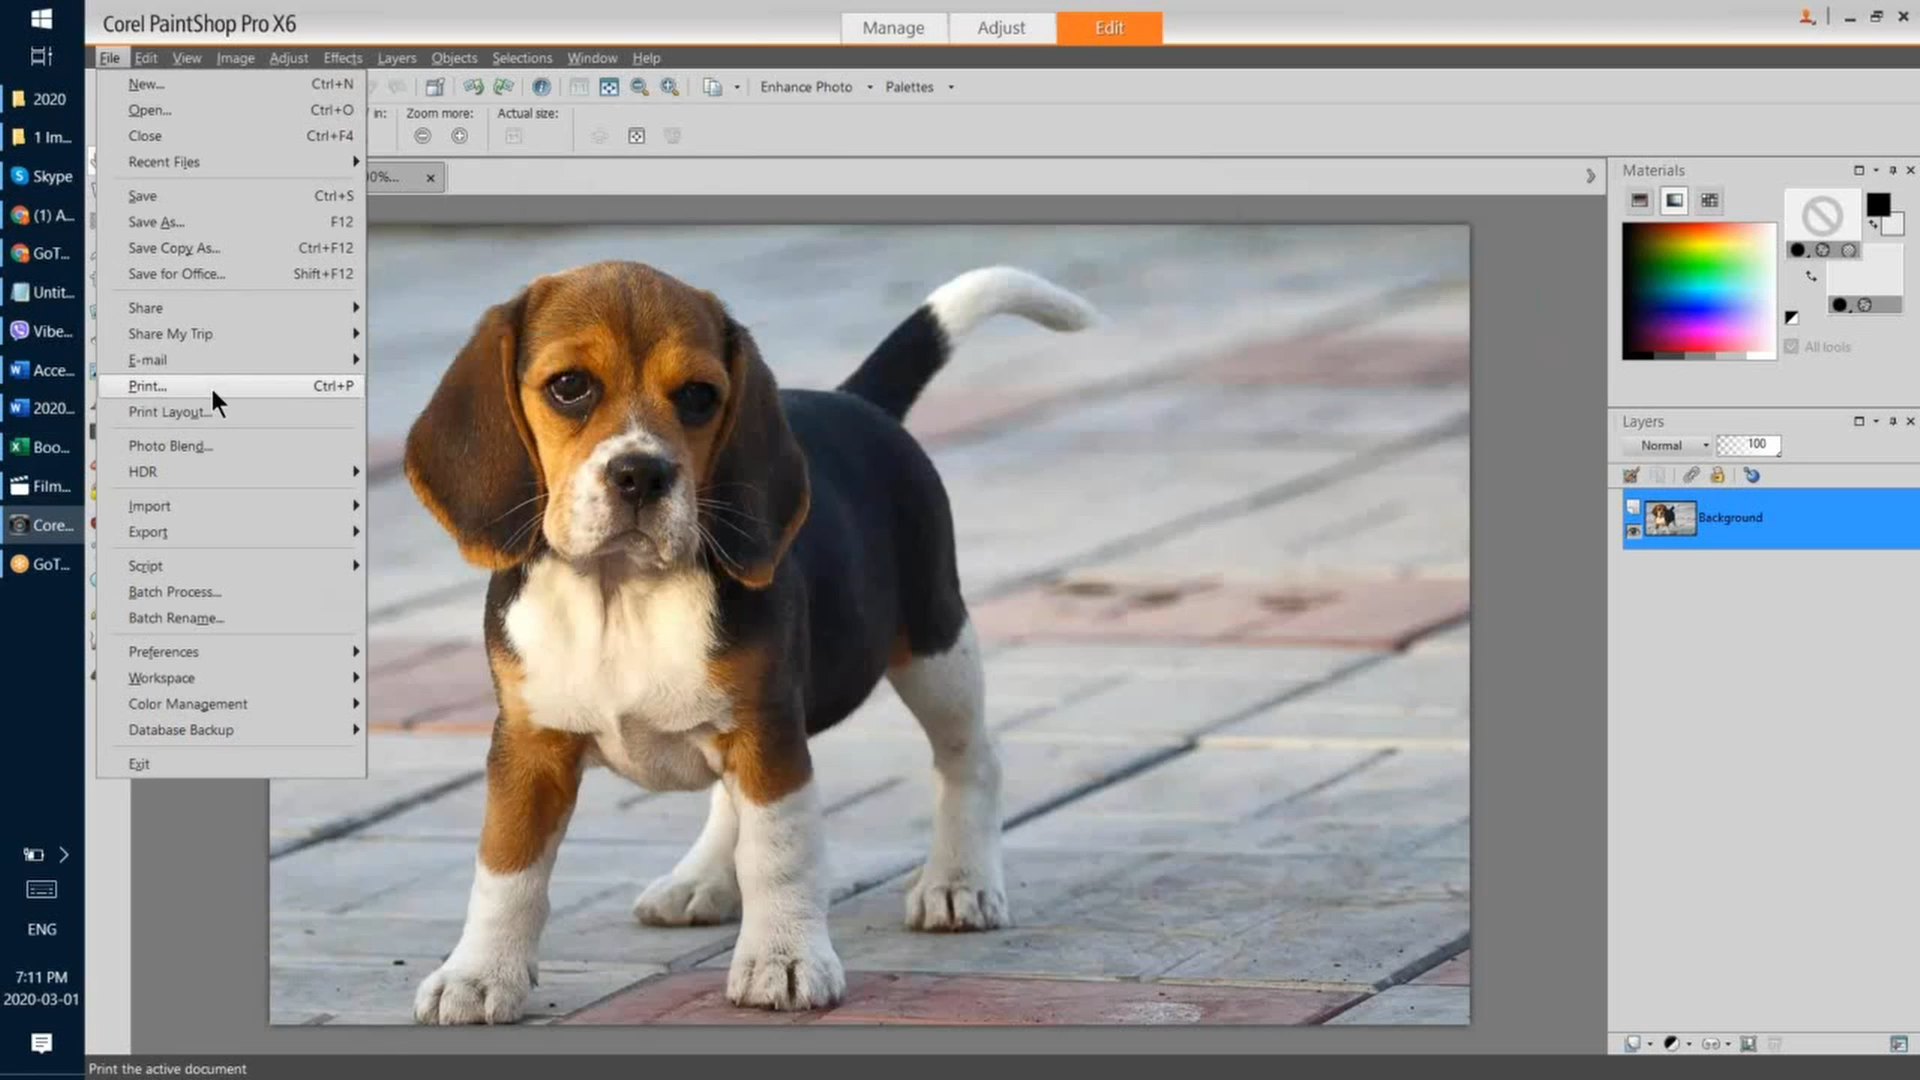 Corel PaintShop Pro X6
Manage Adjust Edit
File Edit View Image Adjust Effects Layers Objects Selections Window Help
Enhance Photo Palettes
in: Zoom more: Actual size:
New... Ctrl+N
Open... Ctrl+O
Close Ctrl+F4
Recent Files
Save Ctrl+S
Save As... F12
Save Copy As... Ctrl+F12
Save for Office... Shift+F12
Share
Share My Trip
E-mail
Print... Ctrl+P
Print Layout...
Photo Blend...
HDR
Import
Export
Script
Batch Process...
Batch Rename...
Preferences
Workspace
Color Management
Database Backup
Exit
2020
1 Im...
Skype
(1) A...
GoT...
Untit...
Vibe...
Acce...
2020...
Boo...
Film...
Core...
GoT...
ENG
7:11 PM
2020-03-01
0%...
Materials
All tools
Layers
Normal 100
Background
Print the active document